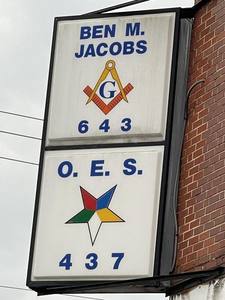 BEN M.
JACOBS
G
643
O. E. S.
437